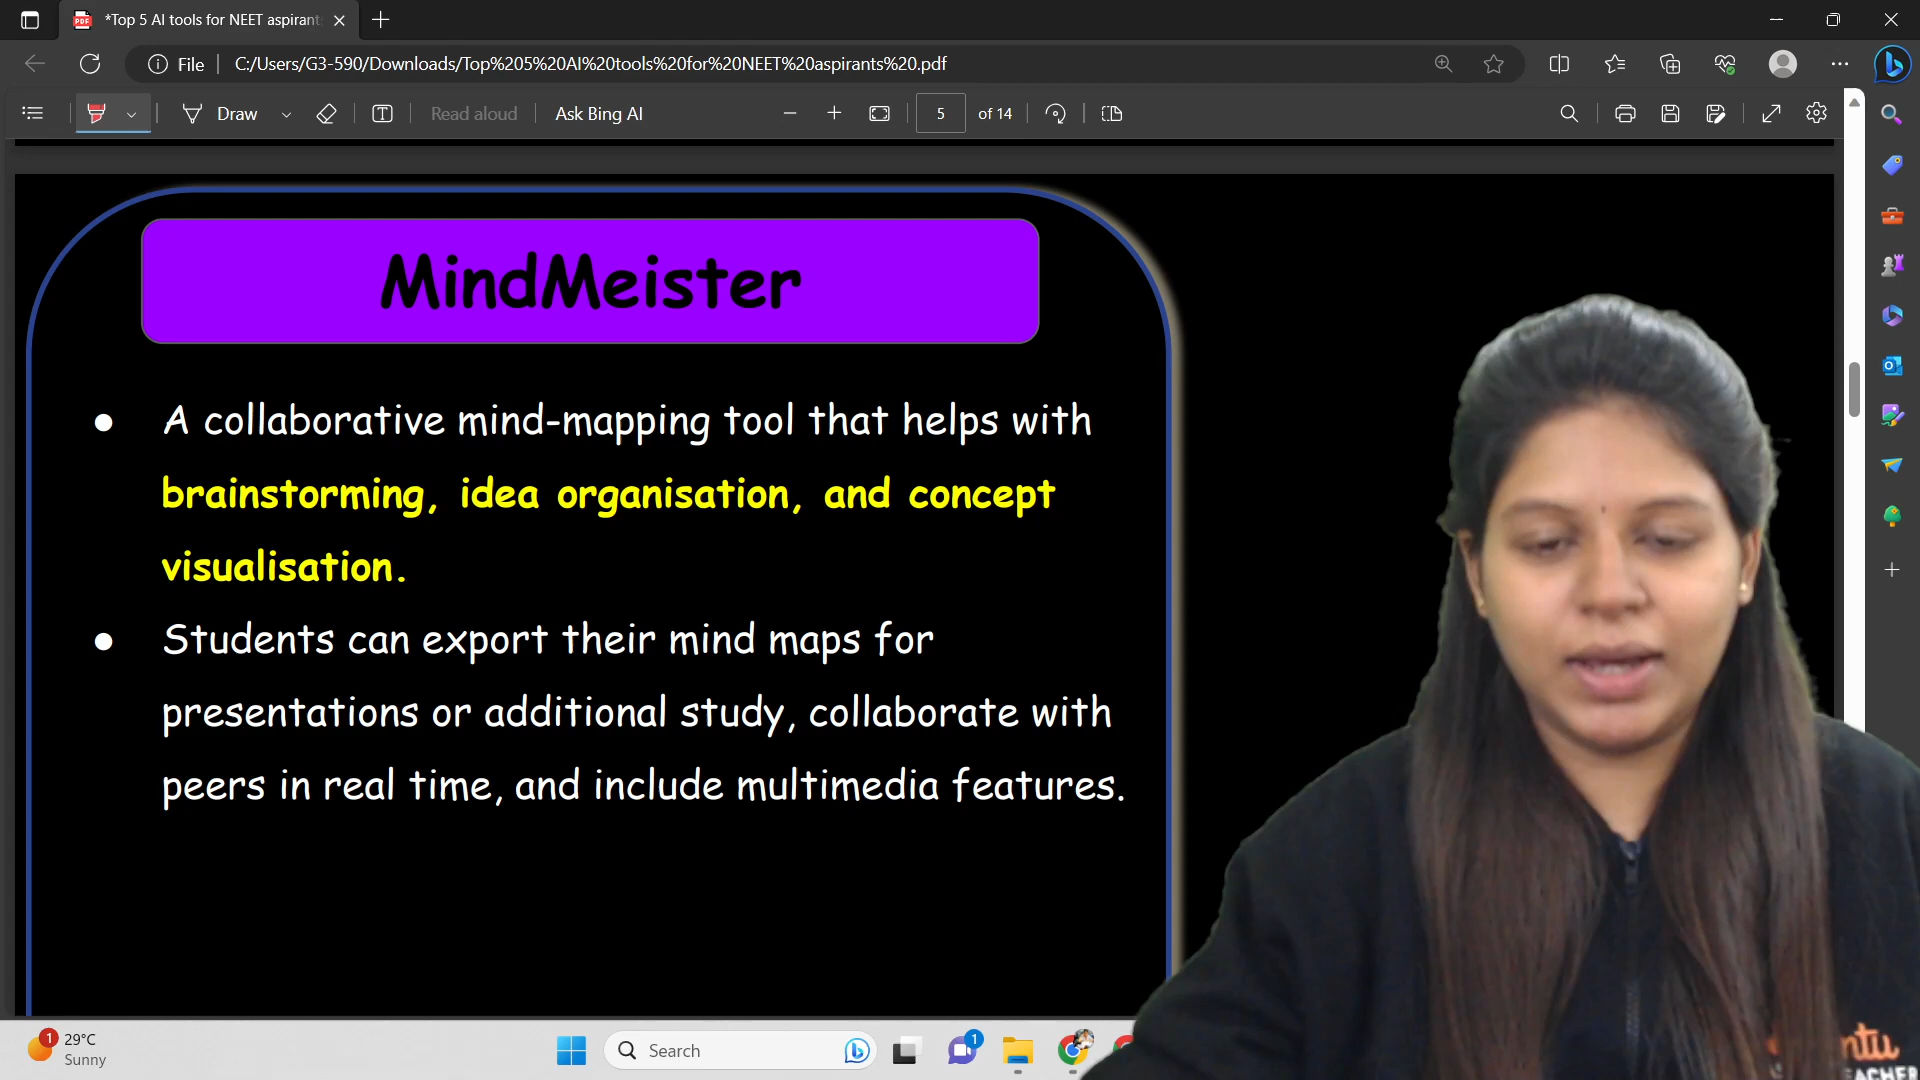 *Top 5 AI tools for NEET aspirant
File
C:/Users/G3-590/Downloads/Top%205%20AI%20tools%20for%20NEET%20aspirants%20.pdf
Draw
Read aloud
Ask Bing AI
5
of 14
MindMeister
● A collaborative mind-mapping tool that helps with
brainstorming, idea organisation, and concept
visualisation.
● Students can export their mind maps for
presentations or additional study, collaborate with
peers in real time, and include multimedia features.
1
29°C
Sunny
Search
1